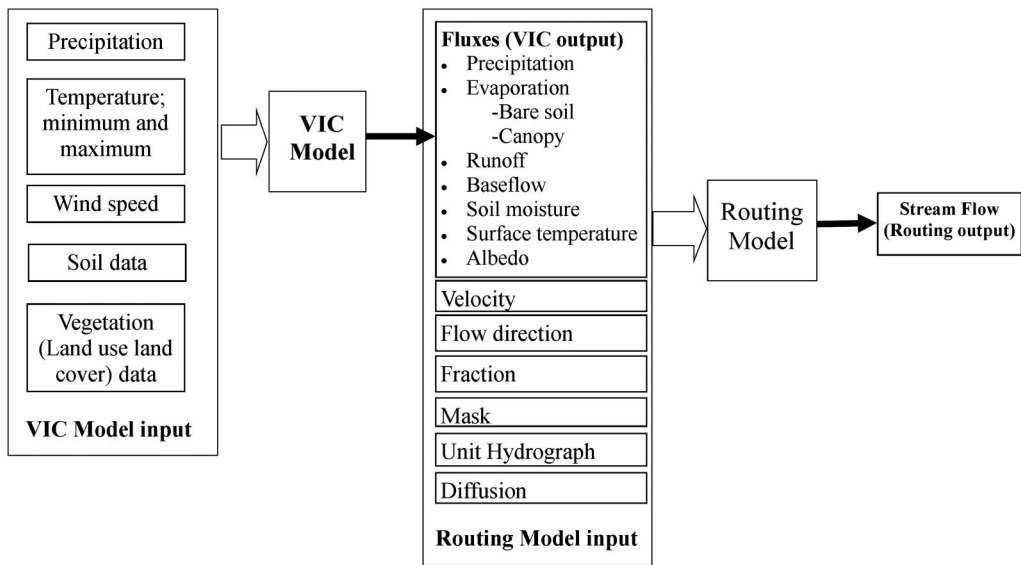 Precipitation
Temperature;
minimum and
maximum
Wind speed
Soil data
Vegetation
(Land use land
cover) data
VIC Model input
VIC
Model
Fluxes (VIC output)
• Precipitation
• Evaporation
-Bare soil
-Canopy
• Runoff
• Baseflow
• Soil moisture
• Surface temperature
• Albedo
Velocity
Flow direction
Fraction
Mask
Unit Hydrograph
Diffusion
Routing Model input
Routing
Model
Stream Flow
(Routing output)